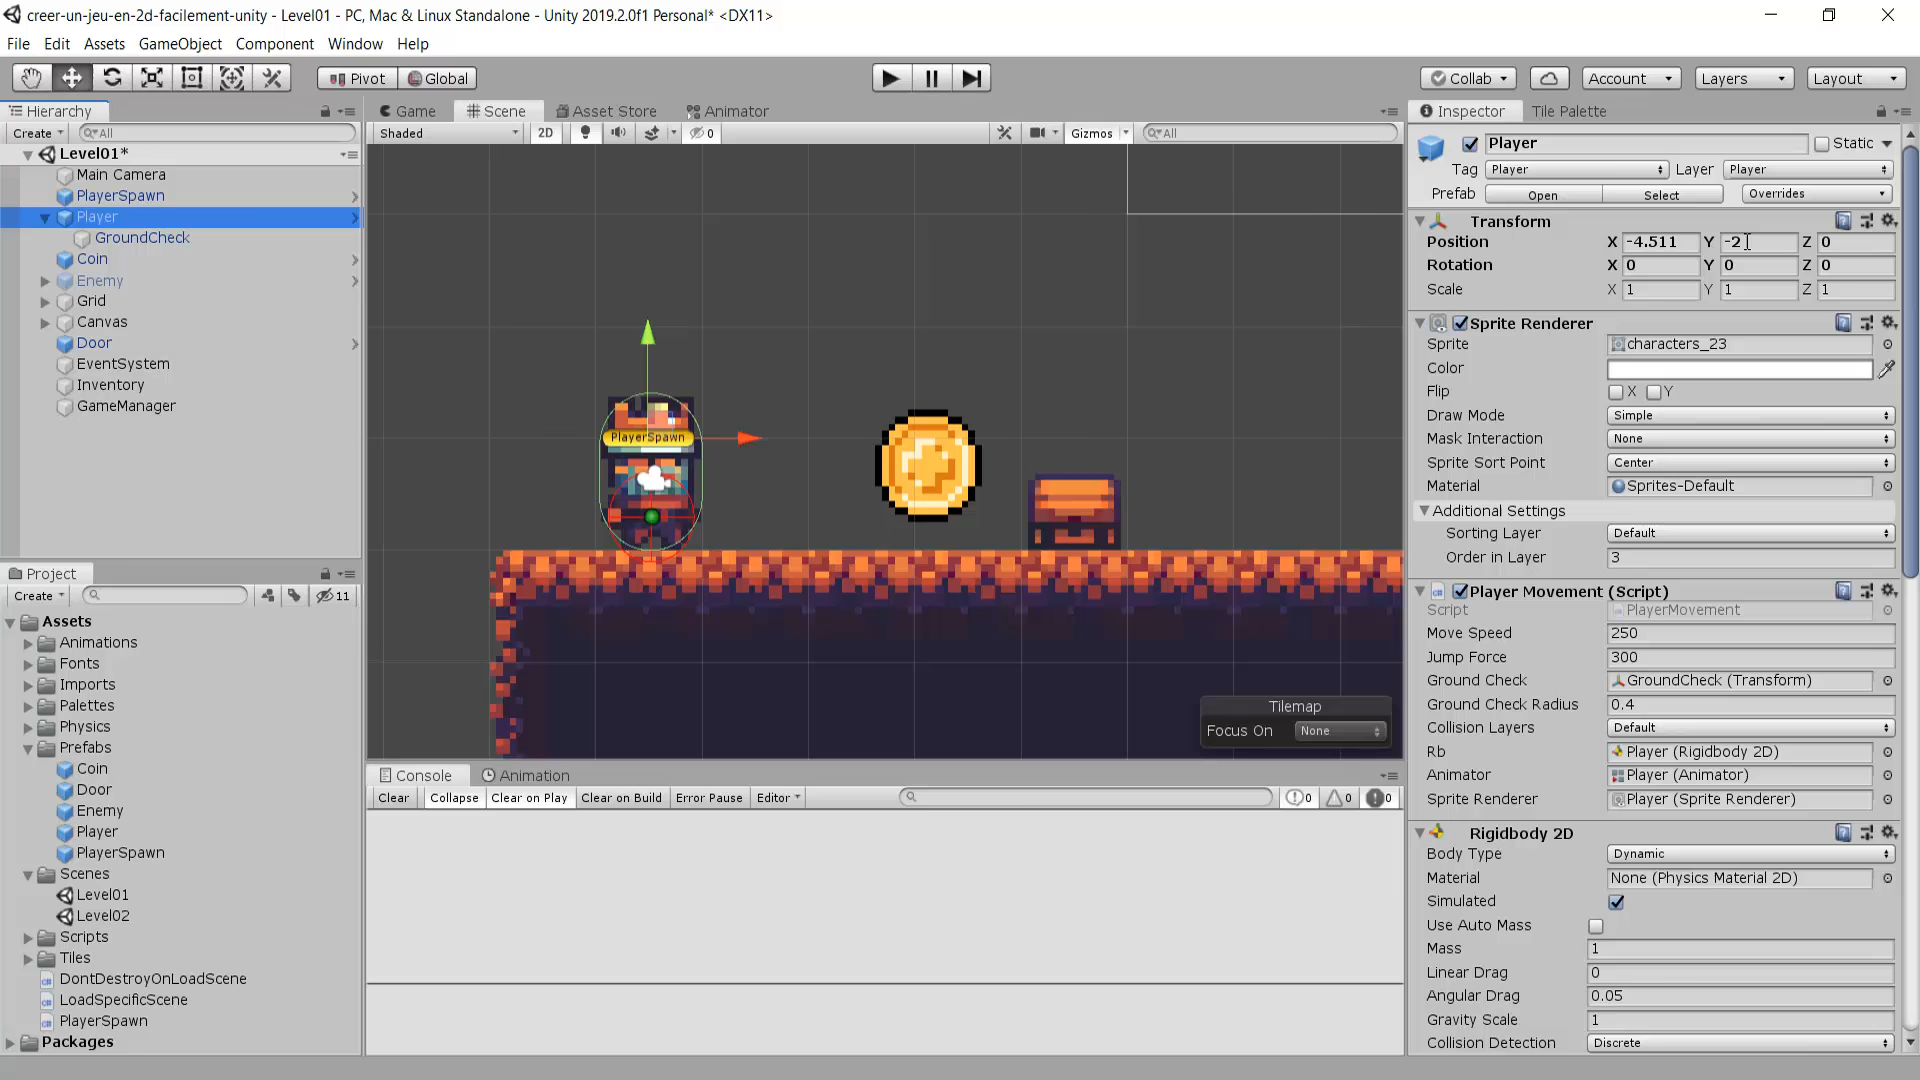 creer-un-jeu-en-2d-facilement-unity - Level01 - PC, Mac & Linux Standalone - Unity 2019.2.0f1 Personal* <DX11>
File Edit Assets GameObject Component Window Help
Pivot Global Collab Account Layers Layout
Hierarchy
Create All
Level01*
Main Camera
PlayerSpawn
Player
GroundCheck
Coin
Enemy
Grid
Canvas
Door
EventSystem
Inventory
GameManager
Project
Create 11
Assets
Animations
Fonts
Imports
Palettes
Physics
Prefabs
Coin
Door
Enemy
Player
PlayerSpawn
Scenes
Level01
Level02
Scripts
Tiles
DontDestroyOnLoadScene
LoadSpecificScene
PlayerSpawn
Packages
Game Scene Asset Store Animator
Shaded 2D 0 Gizmos All
PlayerSpawn
Tilemap
Focus On None
Console Animation
Clear Collapse Clear on Play Clear on Build Error Pause Editor 0 0 0
Inspector Tile Palette
Player Static
Tag Player Layer Player
Prefab Open Select Overrides
Transform
Position X -4.511 Y -2 Z 0
Rotation X 0 Y 0 Z 0
Scale X 1 Y 1 Z 1
Sprite Renderer
Sprite characters_23
Color
Flip X Y
Draw Mode Simple
Mask Interaction None
Sprite Sort Point Center
Material Sprites-Default
Additional Settings
Sorting Layer Default
Order in Layer 3
Player Movement (Script)
Script PlayerMovement
Move Speed 250
Jump Force 300
Ground Check GroundCheck (Transform)
Ground Check Radius 0.4
Collision Layers Default
Rb Player (Rigidbody 2D)
Animator Player (Animator)
Sprite Renderer Player (Sprite Renderer)
Rigidbody 2D
Body Type Dynamic
Material None (Physics Material 2D)
Simulated
Use Auto Mass
Mass 1
Linear Drag 0
Angular Drag 0.05
Gravity Scale 1
Collision Detection Discrete